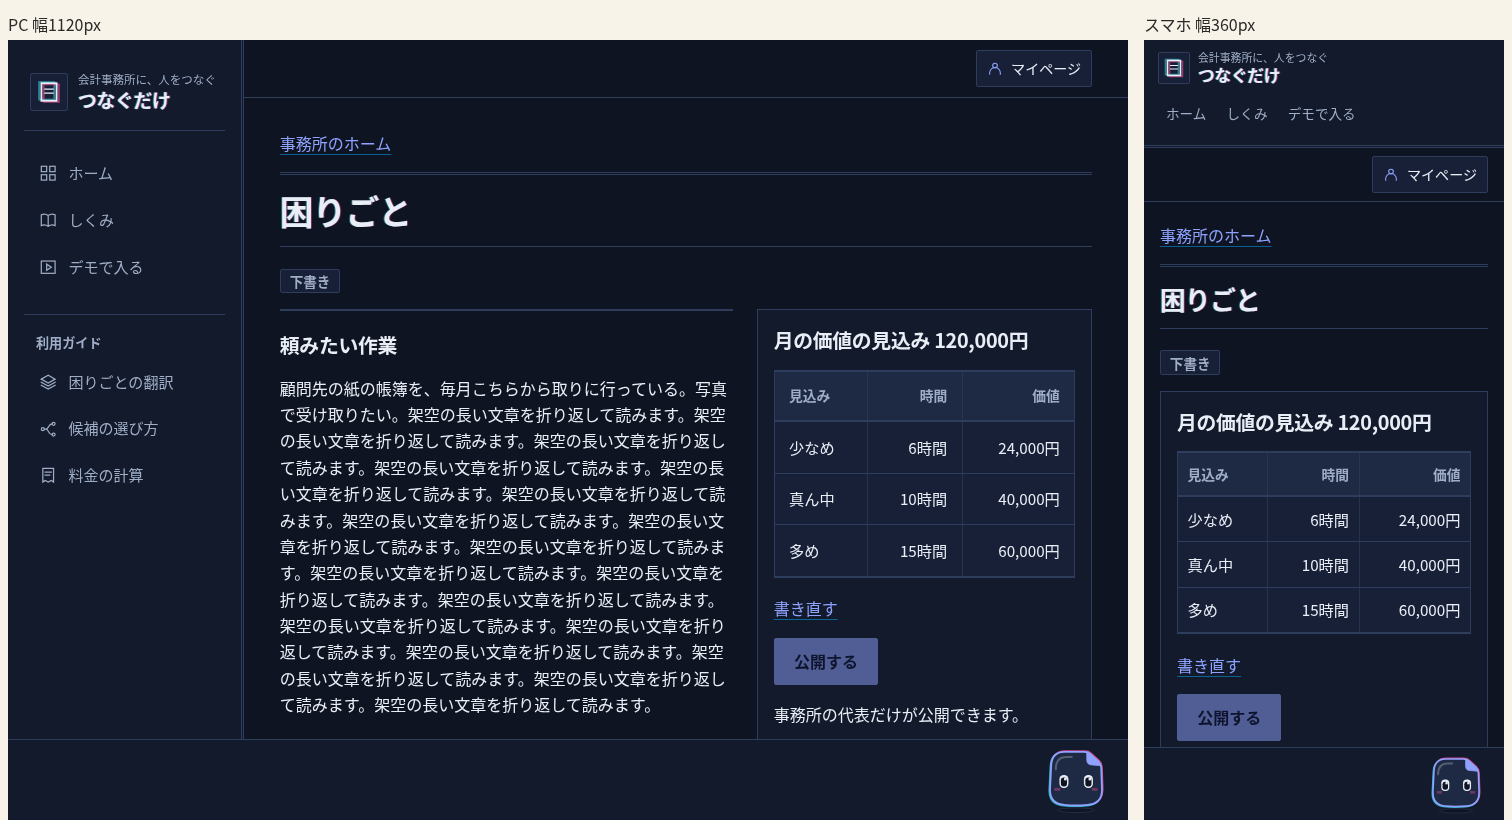 PC 幅1120px
会計事務所に、人をつなぐ
つなぐだけ
ホーム
しくみ
デモで入る
利用ガイド
困りごとの翻訳
候補の選び方
料金の計算
マイページ
事務所のホーム
困りごと
下書き
頼みたい作業
顧問先の紙の帳簿を、毎月こちらから取りに行っている。写真
で受け取りたい。架空の長い文章を折り返して読みます。架空
の長い文章を折り返して読みます。架空の長い文章を折り返し
て読みます。架空の長い文章を折り返して読みます。架空の長
い文章を折り返して読みます。架空の長い文章を折り返して読
みます。架空の長い文章を折り返して読みます。架空の長い文
章を折り返して読みます。架空の長い文章を折り返して読みま
す。架空の長い文章を折り返して読みます。架空の長い文章を
折り返して読みます。架空の長い文章を折り返して読みます。
架空の長い文章を折り返して読みます。架空の長い文章を折り
返して読みます。架空の長い文章を折り返して読みます。架空
の長い文章を折り返して読みます。架空の長い文章を折り返し
て読みます。架空の長い文章を折り返して読みます。
月の価値の見込み 120,000円
見込み 時間 価値
少なめ 6時間 24,000円
真ん中 10時間 40,000円
多め 15時間 60,000円
書き直す
公開する
事務所の代表だけが公開できます。
スマホ 幅360px
会計事務所に、人をつなぐ
つなぐだけ
ホーム しくみ デモで入る
マイページ
事務所のホーム
困りごと
下書き
月の価値の見込み 120,000円
見込み 時間 価値
少なめ 6時間 24,000円
真ん中 10時間 40,000円
多め 15時間 60,000円
書き直す
公開する